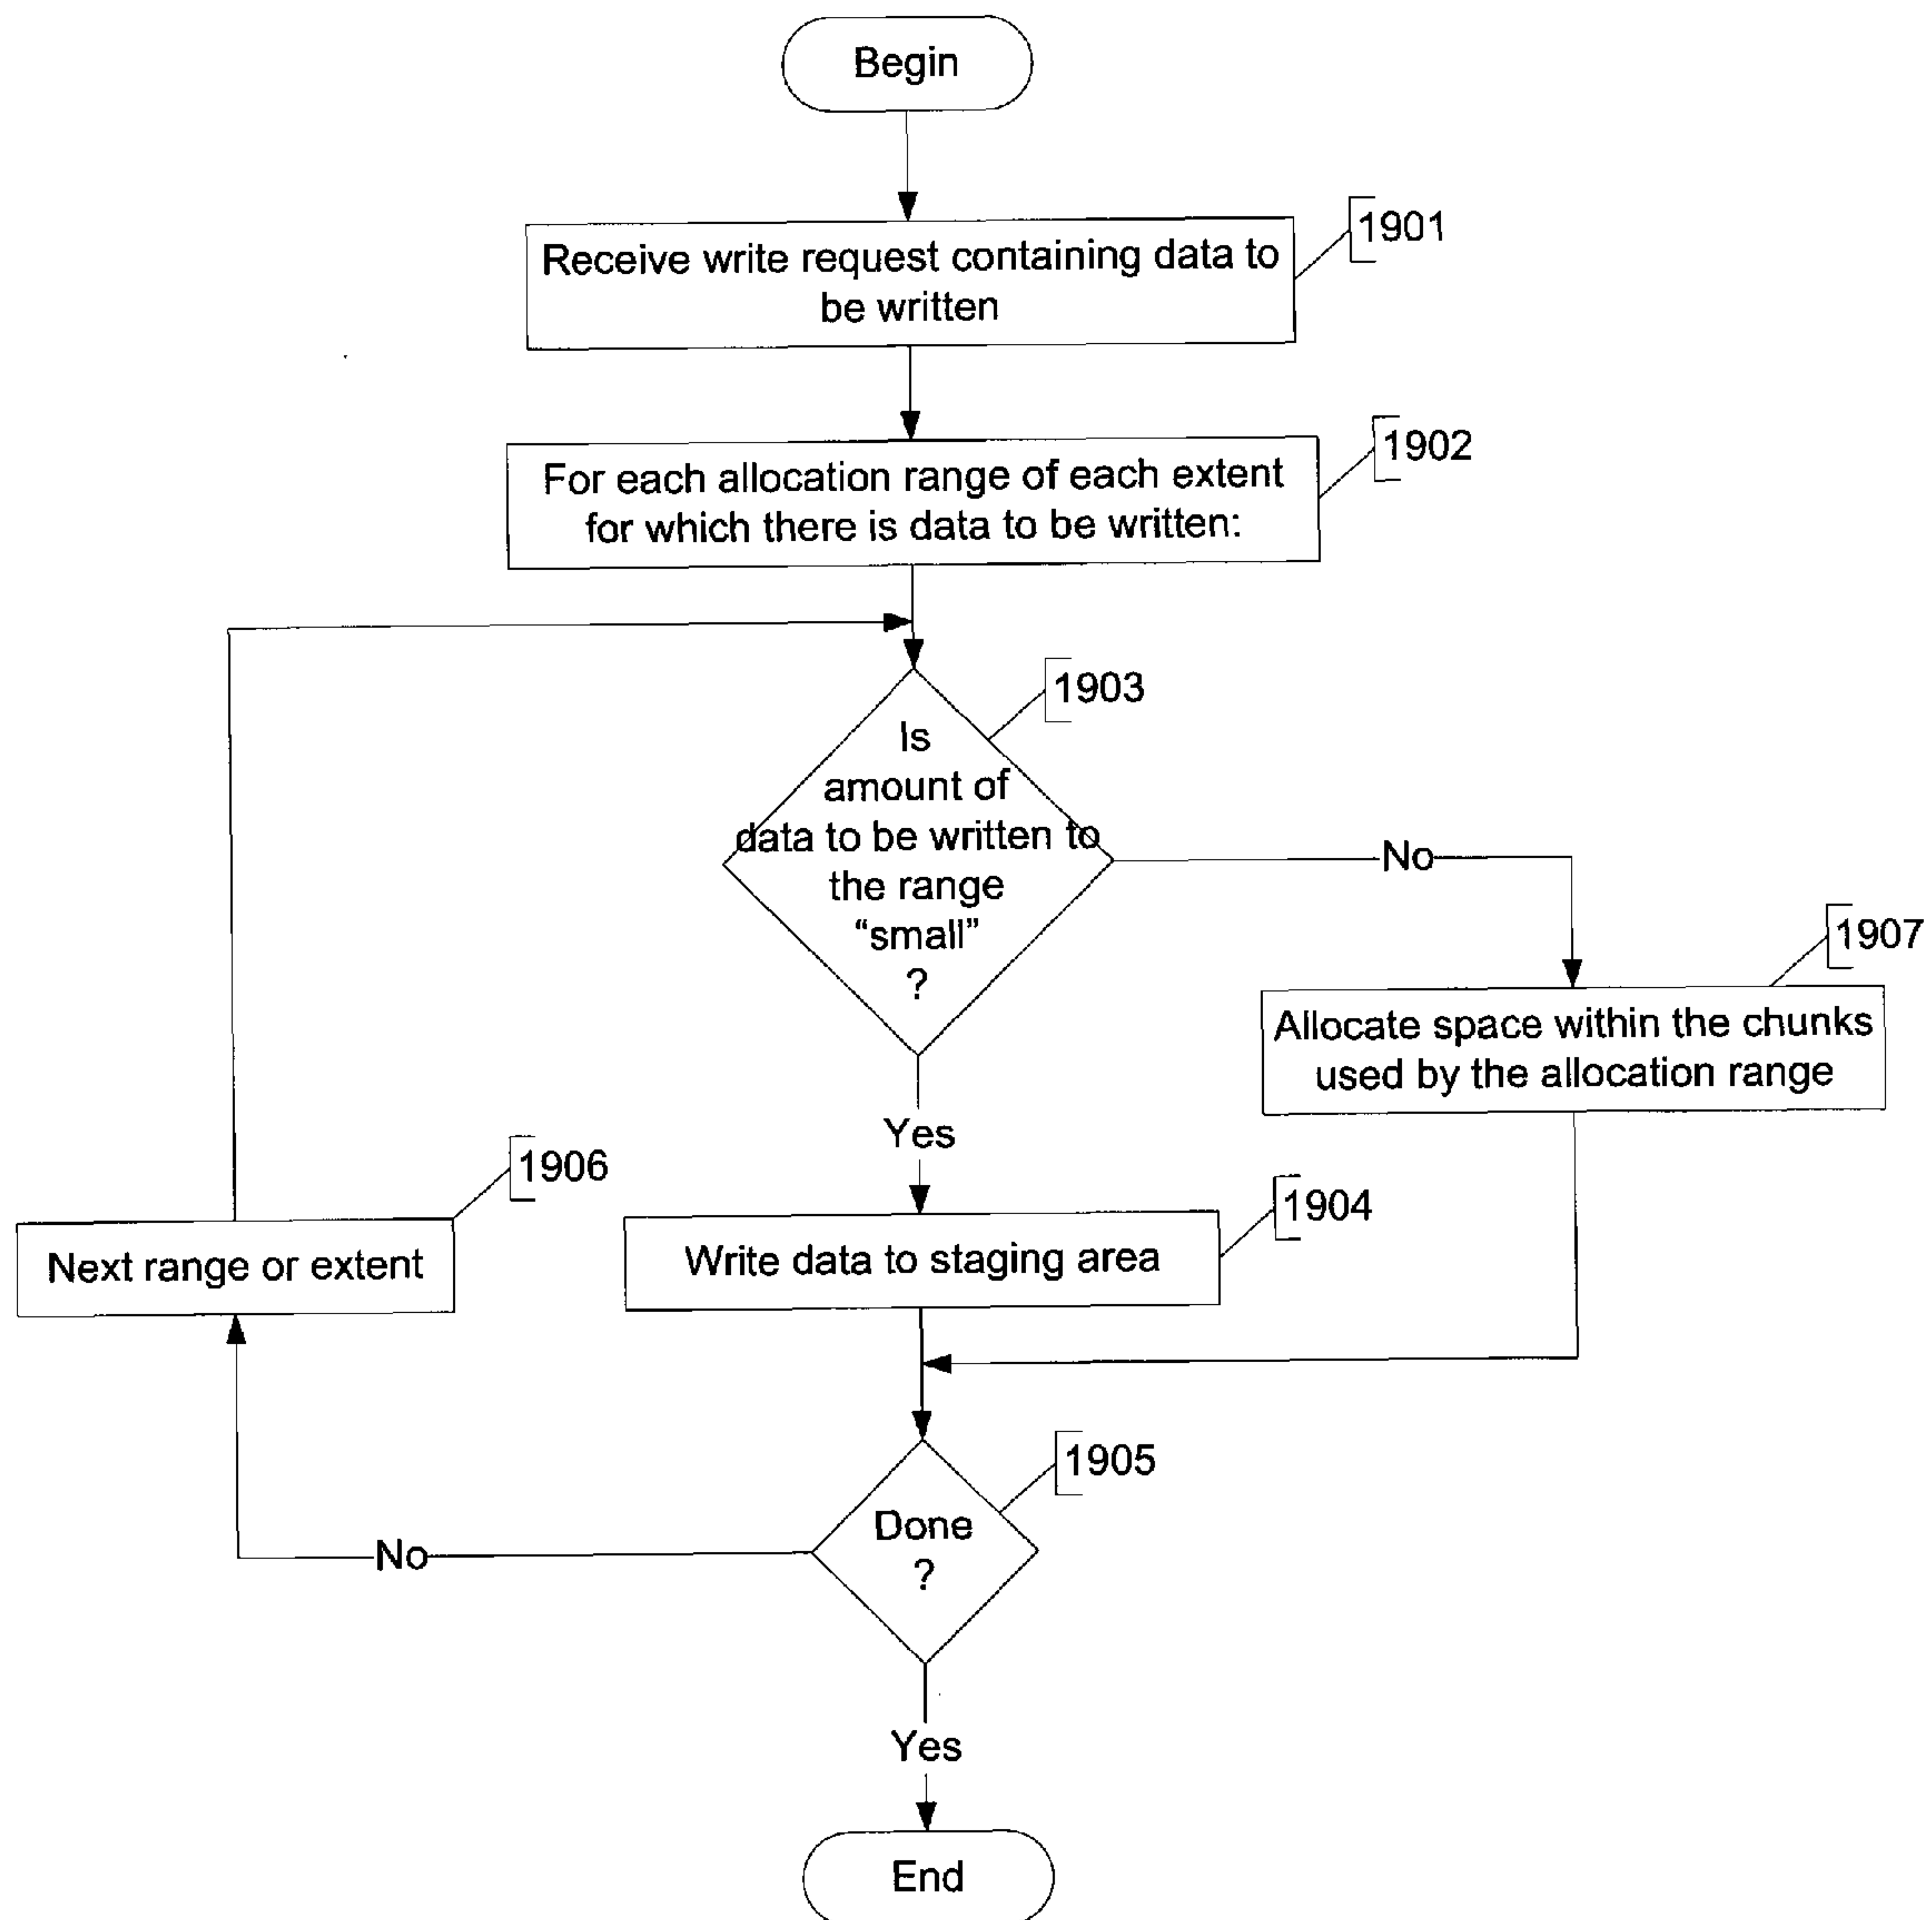 Begin
Receive write request containing data to
be written
1901
For each allocation range of each extent
for which there is data to be written:
1902
1903
Is
amount of
data to be written to
the range
“small”
?
No
1907
Allocate space within the chunks
used by the allocation range
Yes
1906
Next range or extent
1904
Write data to staging area
1905
Done
?
No
Yes
End